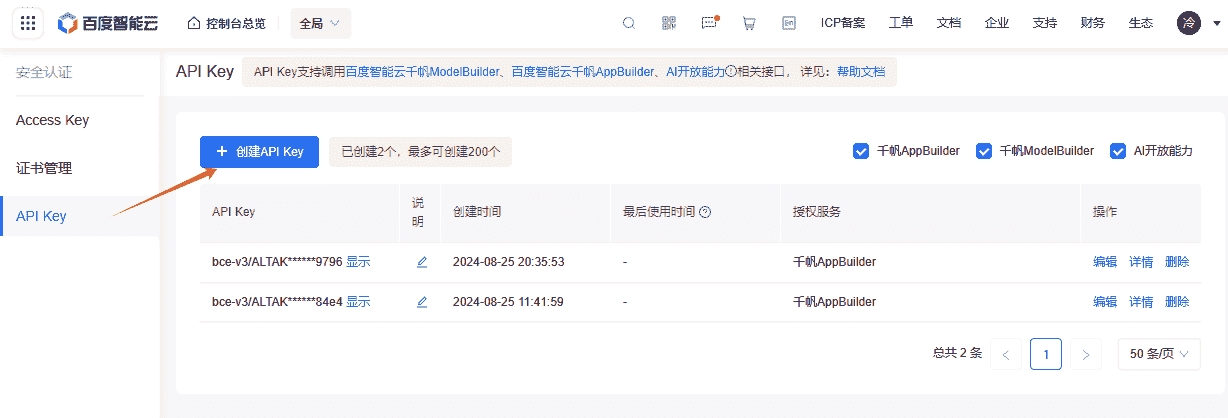 百度智能云 控制台总览 全局 ICP备案 工单 文档 企业 支持 财务 生态 冷
安全认证
Access Key
证书管理
API Key
API Key API Key支持调用百度智能云千帆ModelBuilder、百度智能云千帆AppBuilder、AI开放能力相关接口， 详见：帮助文档
+ 创建API Key 已创建2个，最多可创建200个 千帆AppBuilder 千帆ModelBuilder AI开放能力
API Key 说明 创建时间 最后使用时间 授权服务 操作
bce-v3/ALTAK******9796 显示 2024-08-25 20:35:53 - 千帆AppBuilder 编辑 详情 删除
bce-v3/ALTAK******84e4 显示 2024-08-25 11:41:59 - 千帆AppBuilder 编辑 详情 删除
总共 2 条 < 1 > 50 条/页